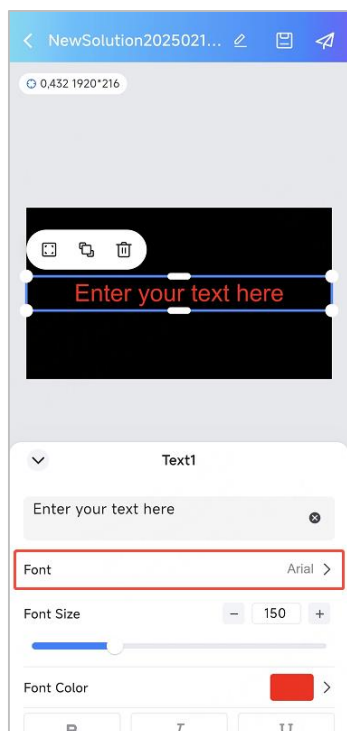 NewSolution2025021...
0,432 1920*216
Enter your text here
Text1
Enter your text here
Font Arial
Font Size - 150 +
Font Color
B I U